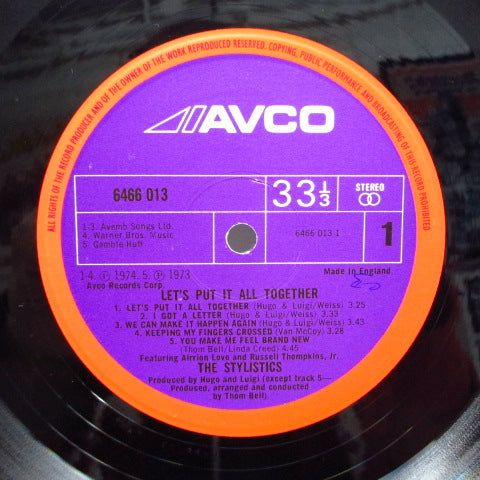 ALL RIGHTS OF THE RECORD PRODUCER AND OF THE OWNER OF THE WORK REPRODUCED RESERVED. COPYING, PUBLIC PERFORMANCE AND BROADCASTING OF THIS RECORD PROHIBITED
AVCO
6466 013
33 1/3
STEREO
6466 013 1
1
1 3. Avemb Songs Ltd.
4. Warner Bros. Music
5. Gamble Huff
1-4. Ⓟ 1974. 5. Ⓟ 1973
Avco Records Corp.
Made in England
LET'S PUT IT ALL TOGETHER
1. LET'S PUT IT ALL TOGETHER (Hugo & Luigi/Weiss) 3.25
2. I GOT A LETTER (Hugo & Luigi/Weiss) 3.33
3. WE CAN MAKE IT HAPPEN AGAIN (Hugo & Luigi/Weiss) 3.43
4. KEEPING MY FINGERS CROSSED (Van McCoy) 2.38
5. YOU MAKE ME FEEL BRAND NEW
(Thom Bell/Linda Creed) 4.45
Featuring Airrion Love and Russell Thompkins, Jr.
THE STYLISTICS
Produced by Hugo and Luigi (except track 5—
Produced, arranged and conducted
by Thom Bell)